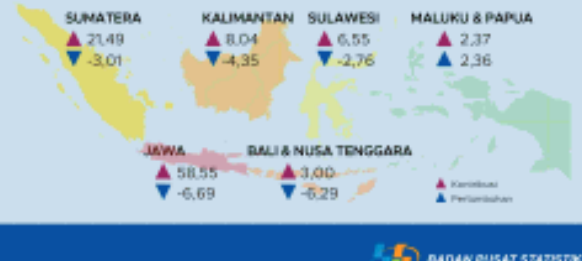 SUMATERA
21,49
-3,01
KALIMANTAN
8,04
-4,35
SULAWESI
6,55
-2,76
MALUKU & PAPUA
2,37
2,36
JAWA
58,55
-6,69
BALI & NUSA TENGGARA
3,00
-6,29
Kontribusi
Pertumbuhan
BADAN PUSAT STATISTIK